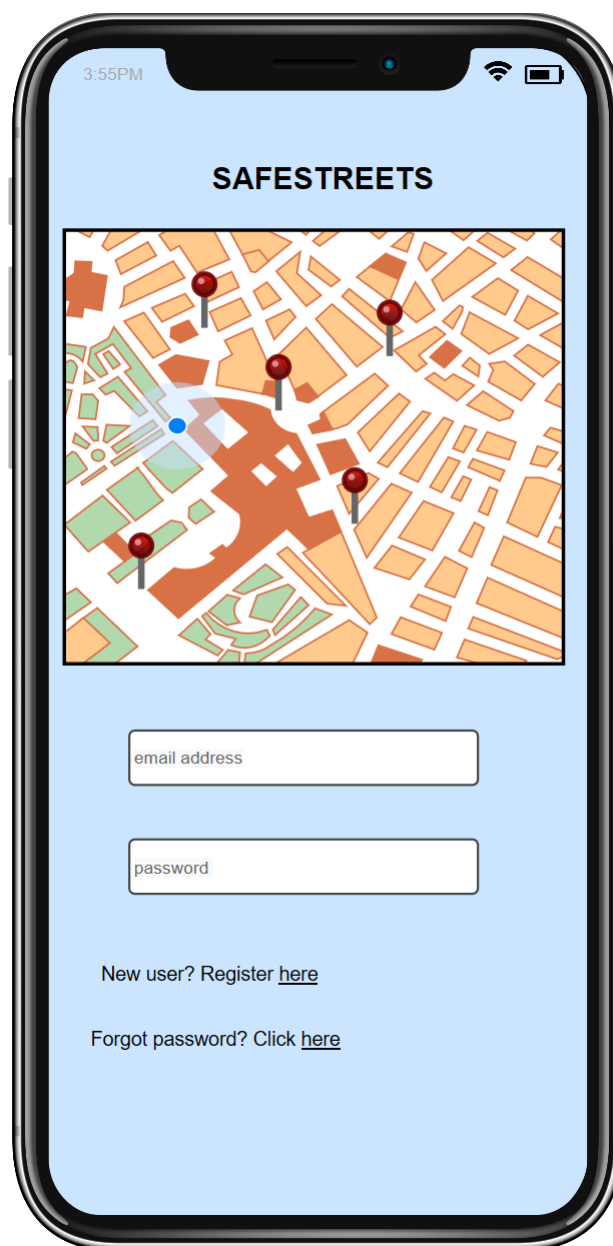 3:55PM
SAFESTREETS
email address
password
New user? Register here
Forgot password? Click here